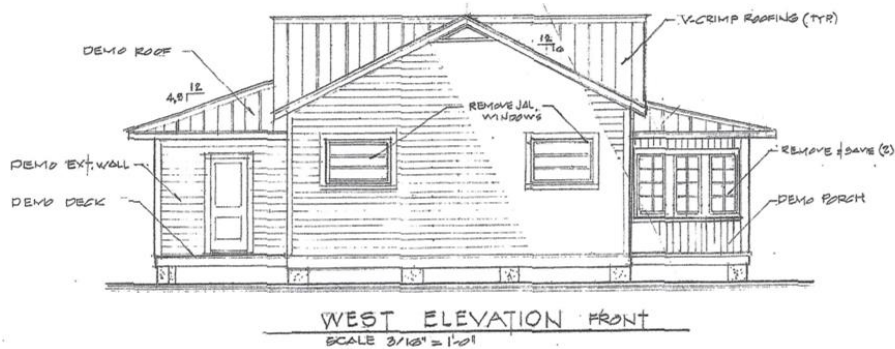 V-CRIMP ROOFING (TYP.)
DEMO ROOF
12
12
4.5
REMOVE JAL.
WINDOWS
DEMO EXT. WALL
REMOVE & SAVE (2)
DEMO DECK
DEMO PORCH
WEST ELEVATION FRONT
SCALE 3/16" = 1'-0"